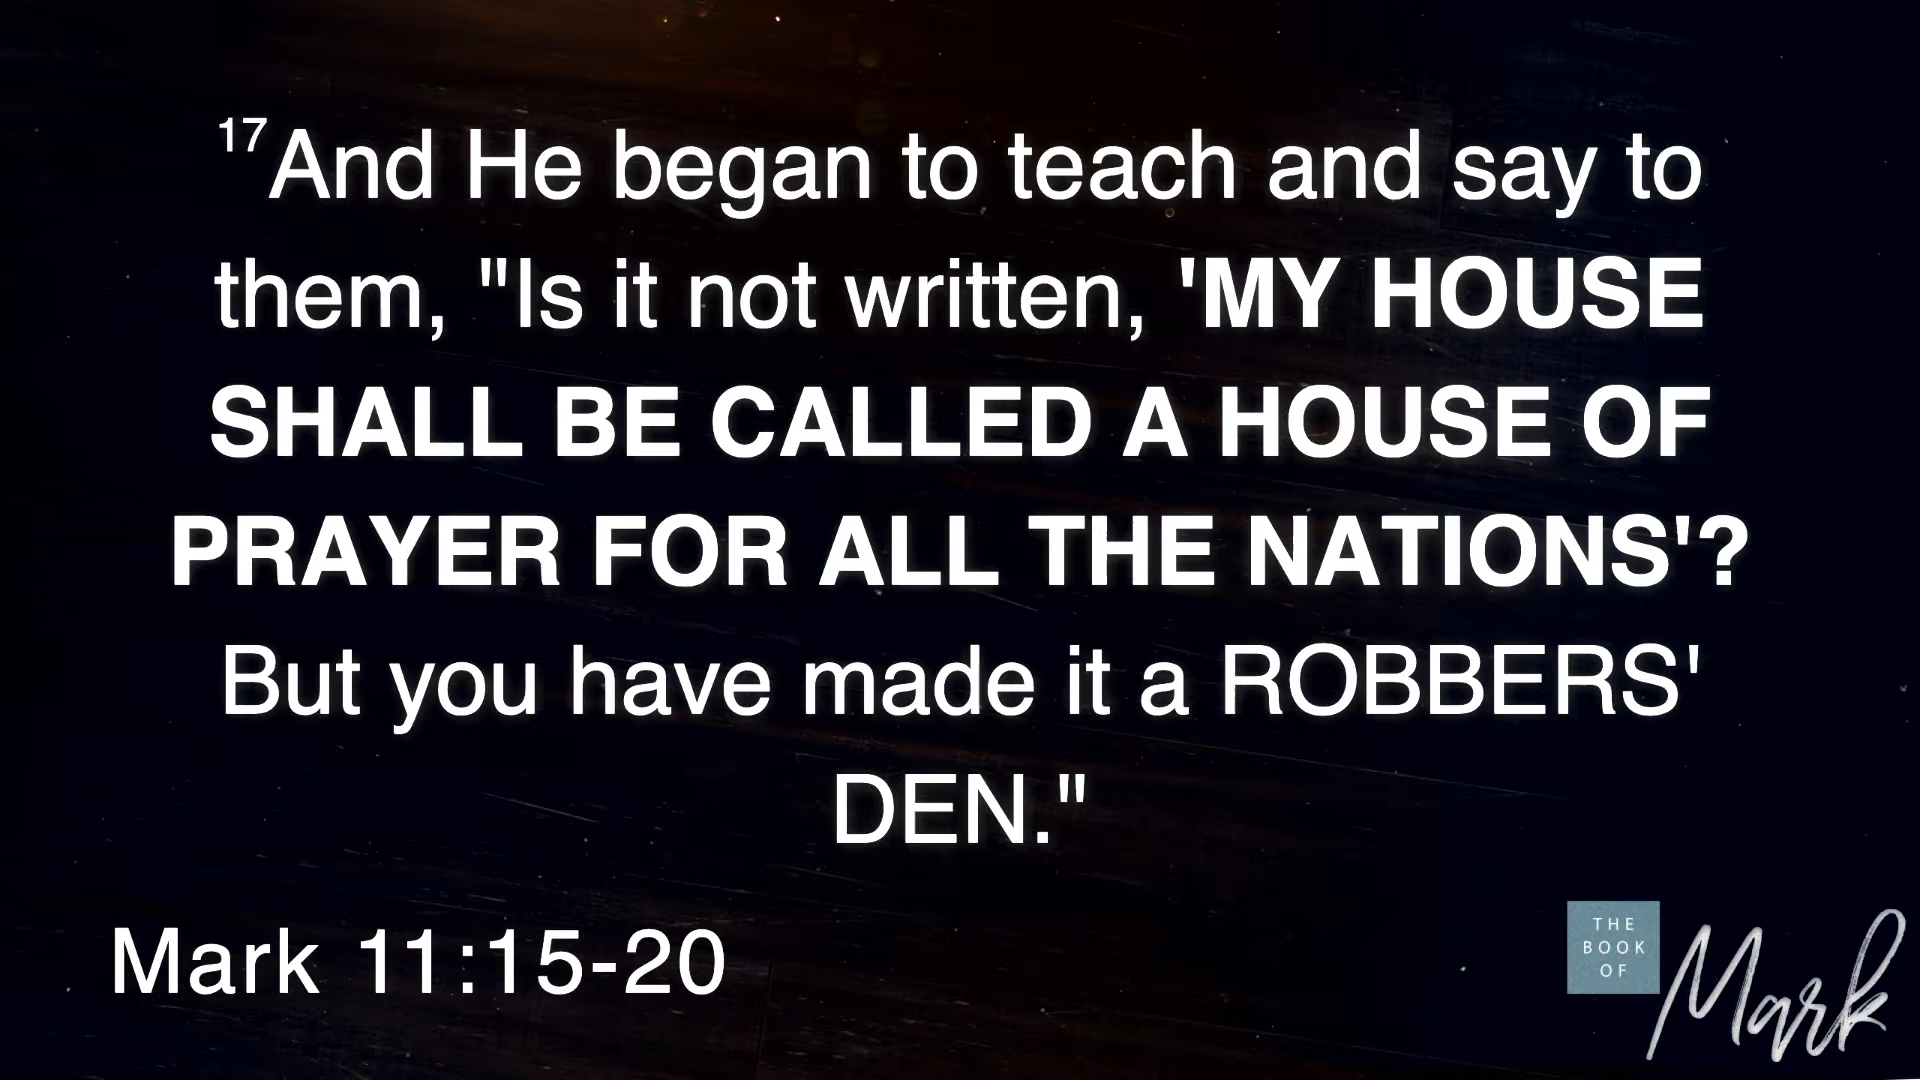 17And He began to teach and say to
them, "Is it not written, 'MY HOUSE
SHALL BE CALLED A HOUSE OF
PRAYER FOR ALL THE NATIONS'?
But you have made it a ROBBERS'
DEN."
Mark 11:15-20
THE
BOOK
OF
Mark